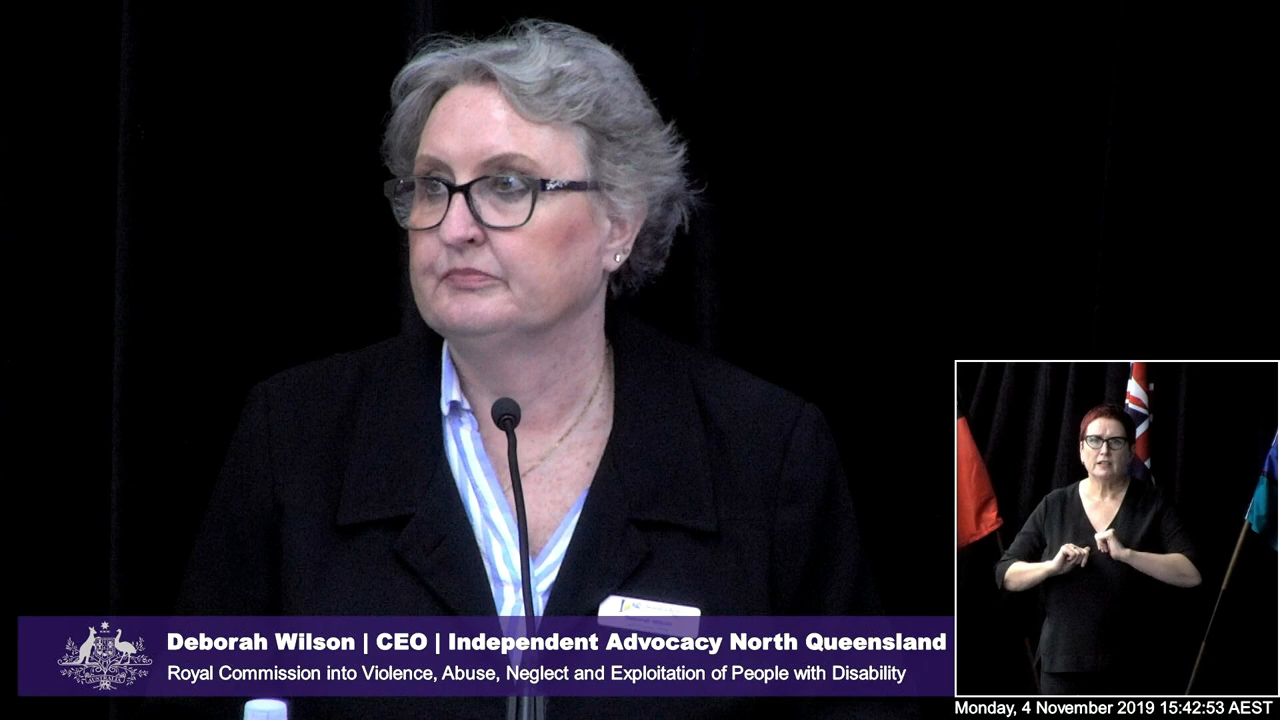 Deborah Wilson | CEO | Independent Advocacy North Queensland
Royal Commission into Violence, Abuse, Neglect and Exploitation of People with Disability
AUSTRALIA
Monday, 4 November 2019 15:42:53 AEST